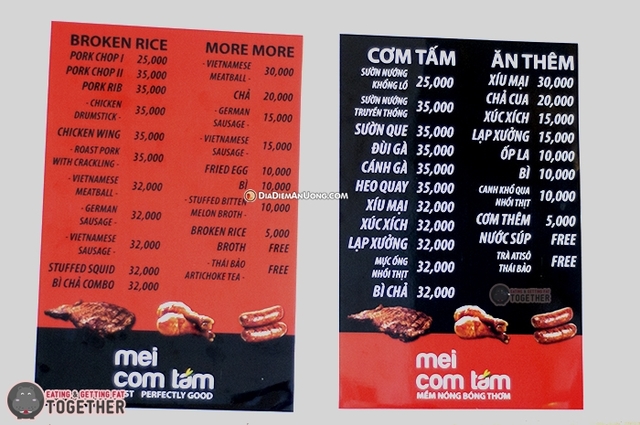 BROKEN RICE
PORK CHOP I 25,000
PORK CHOP II 35,000
PORK RIB 35,000
- CHICKEN
DRUMSTICK - 35,000
CHICKEN WING 35,000
- ROAST PORK
WITH CRACKLING - 35,000
- VIETNAMESE
MEATBALL - 32,000
- GERMAN
SAUSAGE - 32,000
- VIETNAMESE
SAUSAGE - 32,000
STUFFED SQUID 32,000
BÌ CHẢ COMBO 32,000
MORE MORE
- VIETNAMESE
MEATBALL - 30,000
CHẢ 20,000
- GERMAN
SAUSAGE - 15,000
- VIETNAMESE
SAUSAGE - 15,000
FRIED EGG 10,000
BÌ 10,000
- STUFFED BITTEN
MELON BROTH - 10,000
BROKEN RICE 5,000
BROTH FREE
- THÁI BẢO
ARTICHOKE TEA - FREE
mei
com tấm
ST PERFECTLY GOOD
CƠM TẤM
SƯỜN NƯỚNG
KHỔNG LỒ 25,000
SƯỜN NƯỚNG
TRUYỀN THỐNG 35,000
SƯỜN QUE 35,000
ĐÙI GÀ 35,000
CÁNH GÀ 35,000
HEO QUAY 35,000
XÍU MẠI 32,000
XÚC XÍCH 32,000
LẠP XƯỞNG 32,000
MỰC ỐNG
NHỒI THỊT 32,000
BÌ CHẢ 32,000
ĂN THÊM
XÍU MẠI 30,000
CHẢ CUA 20,000
XÚC XÍCH 15,000
LẠP XƯỞNG 15,000
ỐP LA 10,000
BÌ 10,000
CANH KHỔ QUA
NHỒI THỊT 10,000
CƠM THÊM 5,000
NƯỚC SÚP FREE
TRÀ ATISÔ
THÁI BẢO FREE
EATING & GETTING FAT
TOGETHER
mei
com tấm
MỀM NÓNG BÓNG THƠM
DIADIEMANUONG.COM
EATING & GETTING FAT
TOGETHER